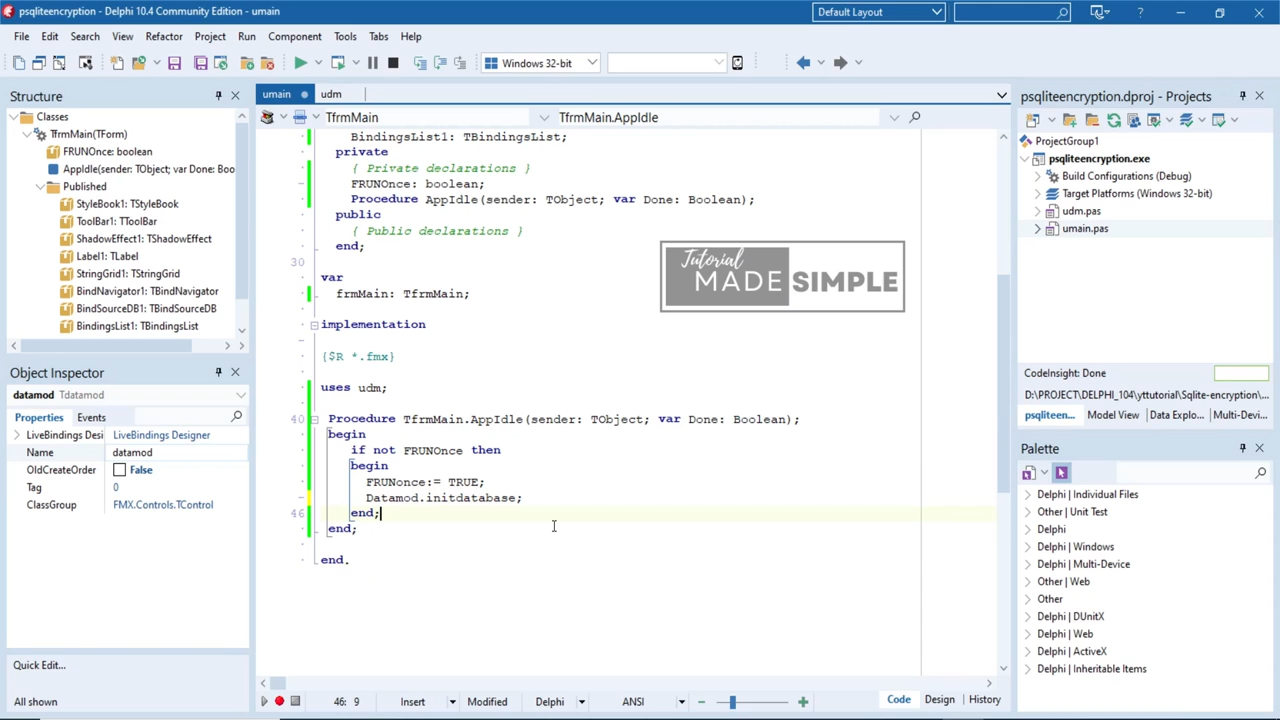 psqliteencryption - Delphi 10.4 Community Edition - umain
Default Layout
File Edit Search View Refactor Project Run Component Tools Tabs Help
Windows 32-bit
Structure
Classes
TfrmMain(TForm)
FRUNOnce: boolean
AppIdle(sender: TObject; var Done: Boo
Published
StyleBook1: TStyleBook
ToolBar1: TToolBar
ShadowEffect1: TShadowEffect
Label1: TLabel
StringGrid1: TStringGrid
BindNavigator1: TBindNavigator
BindSourceDB1: TBindSourceDB
BindingsList1: TBindingsList
Object Inspector
datamod Tdatamod
Properties Events
LiveBindings Desi LiveBindings Designer
Name datamod
OldCreateOrder False
Tag 0
ClassGroup FMX.Controls.TControl
Quick Edit...
All shown
umain udm
TfrmMain TfrmMain.AppIdle
BindingsList1: TBindingsList;
private
{ Private declarations }
FRUNOnce: boolean;
Procedure AppIdle(sender: TObject; var Done: Boolean);
public
{ Public declarations }
end;
30
var
frmMain: TfrmMain;
implementation
{$R *.fmx}
uses udm;
40 Procedure TfrmMain.AppIdle(sender: TObject; var Done: Boolean);
begin
if not FRUNOnce then
begin
FRUNonce:= TRUE;
Datamod.initdatabase;
46 end;
end;
end.
Tutorial
MADE SIMPLE
46: 9 Insert Modified Delphi ANSI Code Design History
psqliteencryption.dproj - Projects
ProjectGroup1
psqliteencryption.exe
Build Configurations (Debug)
Target Platforms (Windows 32-bit)
udm.pas
umain.pas
CodeInsight: Done
D:\PROJECT\DELPHI_104\yttutorial\Sqlite-encryption\
psqliteen... Model View Data Explo... Multi-Devi...
Palette
Delphi | Individual Files
Other | Unit Test
Delphi
Delphi | Windows
Delphi | Multi-Device
Other | Web
Other
Delphi | DUnitX
Delphi | Web
Delphi | ActiveX
Delphi | Inheritable Items